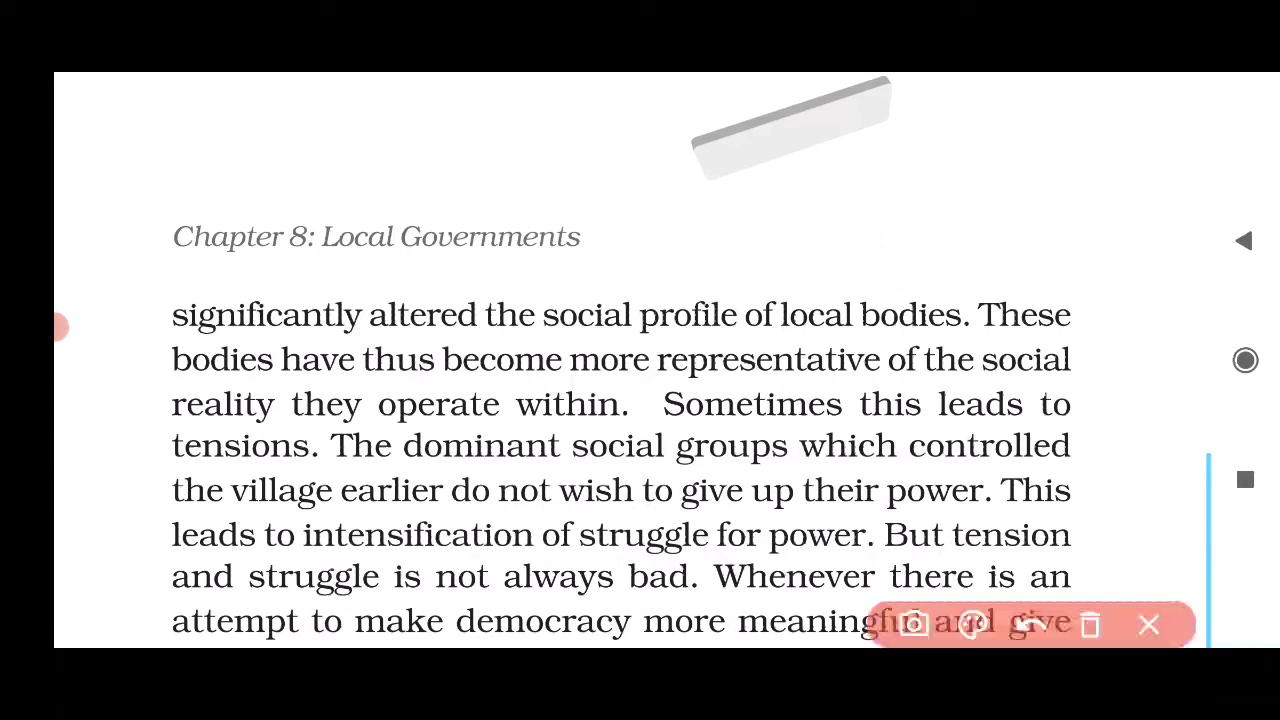 Chapter 8: Local Governments
significantly altered the social profile of local bodies. These
bodies have thus become more representative of the social
reality they operate within. Sometimes this leads to
tensions. The dominant social groups which controlled
the village earlier do not wish to give up their power. This
leads to intensification of struggle for power. But tension
and struggle is not always bad. Whenever there is an
attempt to make democracy more meaningful and give